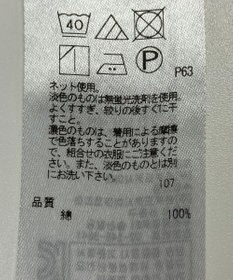 40
P
P63
ネット使用。
淡色のものは無蛍光洗剤を使用。
よくすすぎ、絞りの後すぐに干
すこと。
濃色のものは、着用による摩擦
で色落ちすることがありますの
で、組合せの衣服にご注意くだ
さい。また、淡色のものとは別
にお洗い下さい。
107
品質
綿 100%